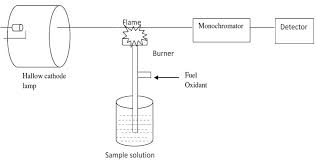 Flame
Monochromator
Detector
Burner
Hallow cathode
lamp
Fuel
Oxidant
Sample solution